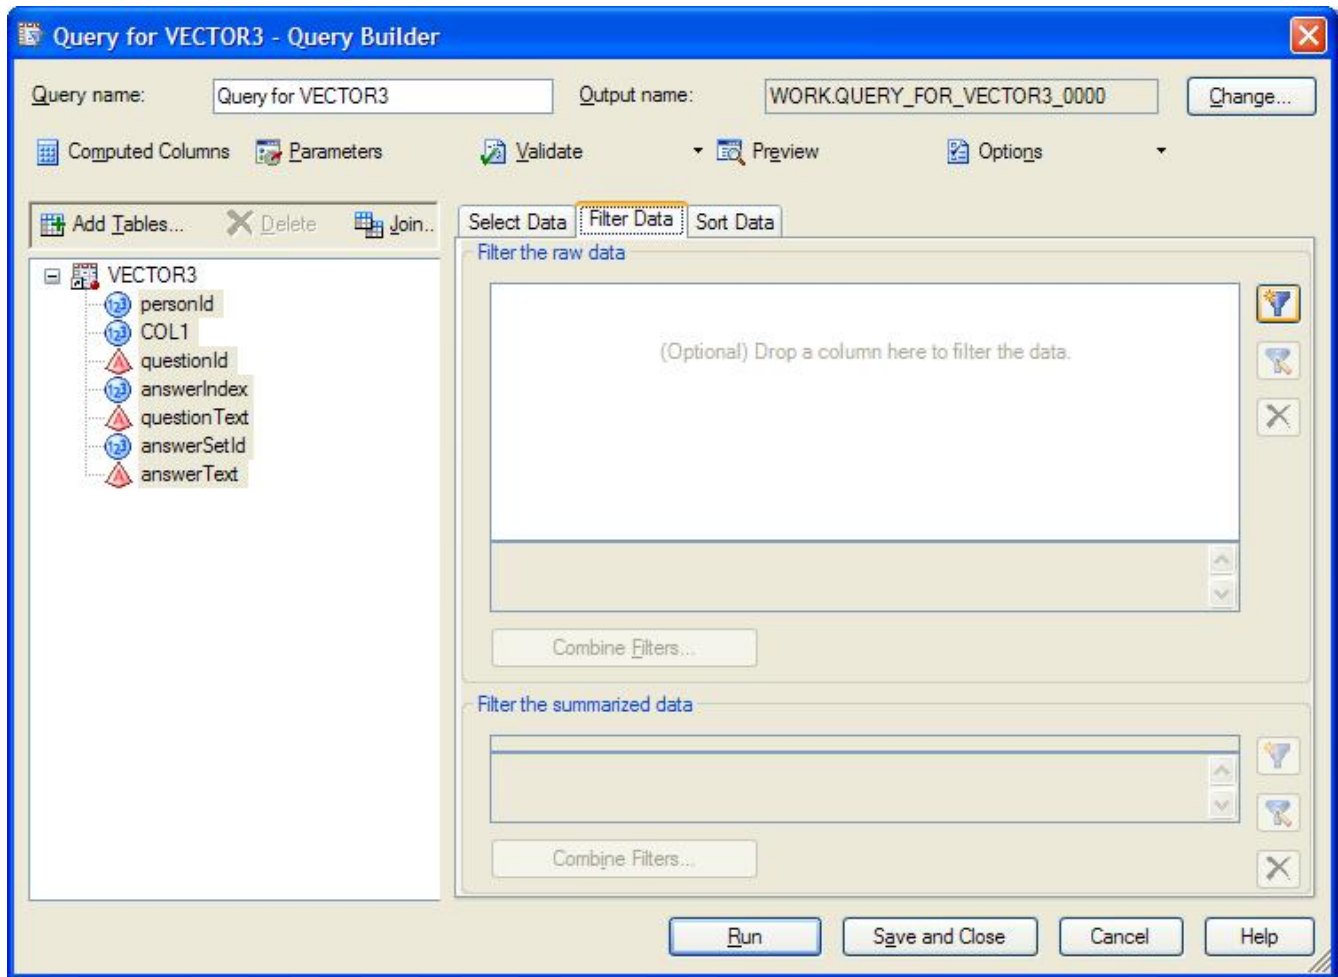 Query for VECTOR3 - Query Builder
Query name: Query for VECTOR3 Output name: WORK.QUERY_FOR_VECTOR3_0000 Change...
Computed Columns Parameters Validate Preview Options
Add Tables... Delete Join..
Select Data Filter Data Sort Data
VECTOR3
personId
COL1
questionId
answerIndex
questionText
answerSetId
answerText
Filter the raw data
(Optional) Drop a column here to filter the data.
Combine Filters...
Filter the summarized data
Combine Filters...
Run Save and Close Cancel Help